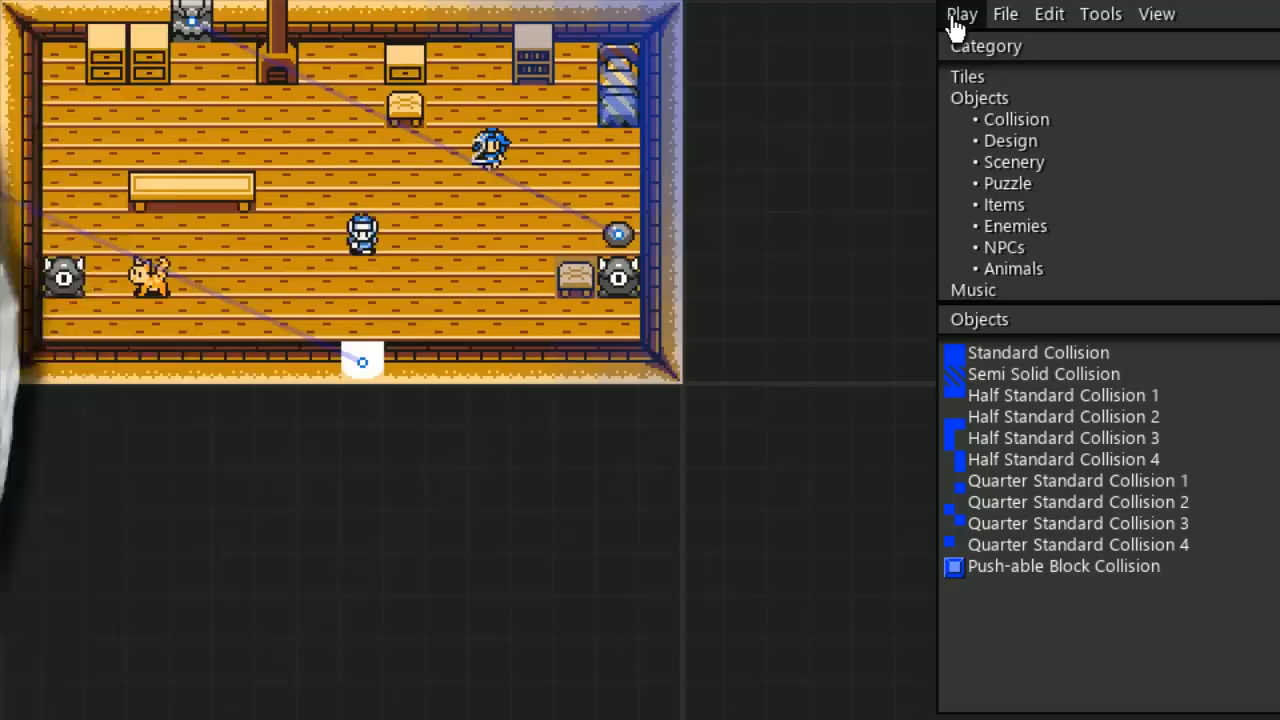 Play File Edit Tools View
Category
Tiles
Objects
• Collision
• Design
• Scenery
• Puzzle
• Items
• Enemies
• NPCs
• Animals
Music
Objects
Standard Collision
Semi Solid Collision
Half Standard Collision 1
Half Standard Collision 2
Half Standard Collision 3
Half Standard Collision 4
Quarter Standard Collision 1
Quarter Standard Collision 2
Quarter Standard Collision 3
Quarter Standard Collision 4
Push-able Block Collision